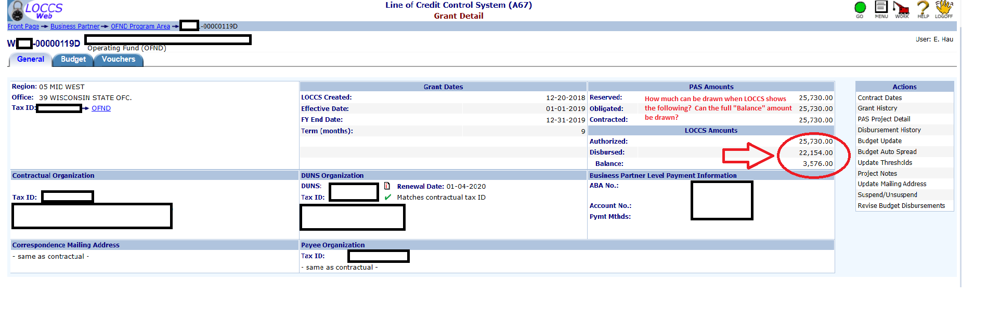 LOCCS
Web
Line of Credit Control System (A67)
Grant Detail
GO MENU WORK HELP LOGOFF
Front Page Business Partner OFND Program Area -00000119D
W -00000119D
Operating Fund (OFND)
User: E. Hau
General Budget Vouchers
Region: 05 MID WEST
Office: 39 WISCONSIN STATE OFC.
Tax ID: OFND
Grant Dates
LOCCS Created: 12-20-2018
Effective Date: 01-01-2019
FY End Date: 12-31-2019
Term (months): 9
PAS Amounts
Reserved: 25,730.00
Obligated: 25,730.00
Contracted: 25,730.00
How much can be drawn when LOCCS shows
the following? Can the full "Balance" amount
be drawn?
LOCCS Amounts
Authorized: 25,730.00
Disbursed: 22,154.00
Balance: 3,576.00
Actions
Contract Dates
Grant History
PAS Project Detail
Disbursement History
Budget Update
Budget Auto Spread
Update Thresholds
Project Notes
Update Mailing Address
Suspend/Unsuspend
Revise Budget Disbursements
Contractual Organization
Tax ID:
DUNS Organization
DUNS: Renewal Date: 01-04-2020
Tax ID: Matches contractual tax ID
Business Partner Level Payment Information
ABA No.:
Account No.:
Pymt Mthds:
Correspondence Mailing Address
- same as contractual -
Payee Organization
Tax ID:
- same as contractual -